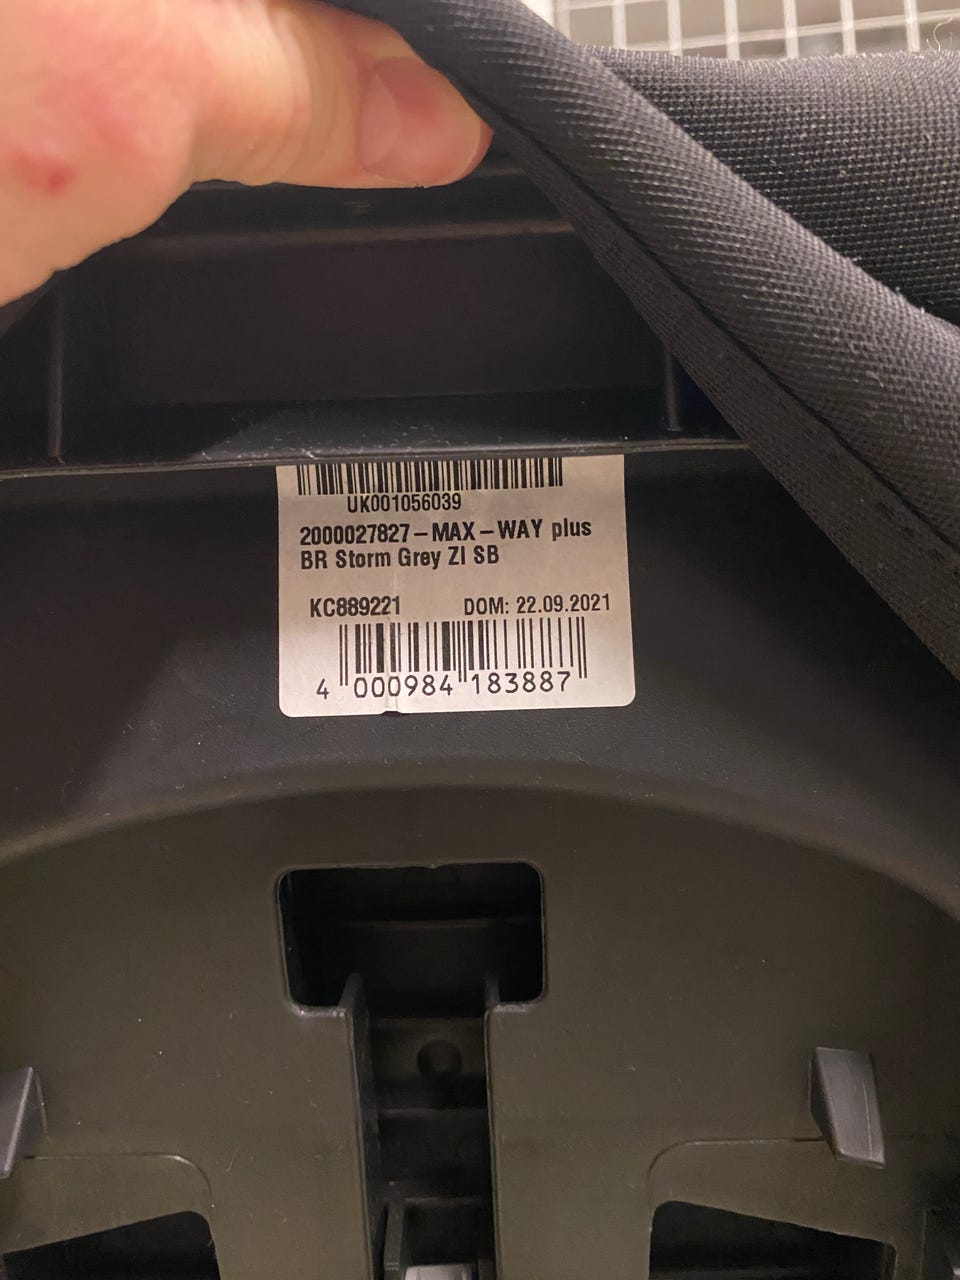 UK001056039
2000027827-MAX-WAY plus
BR Storm Grey ZI SB
KC889221 DOM: 22.09.2021
4 000984 183887